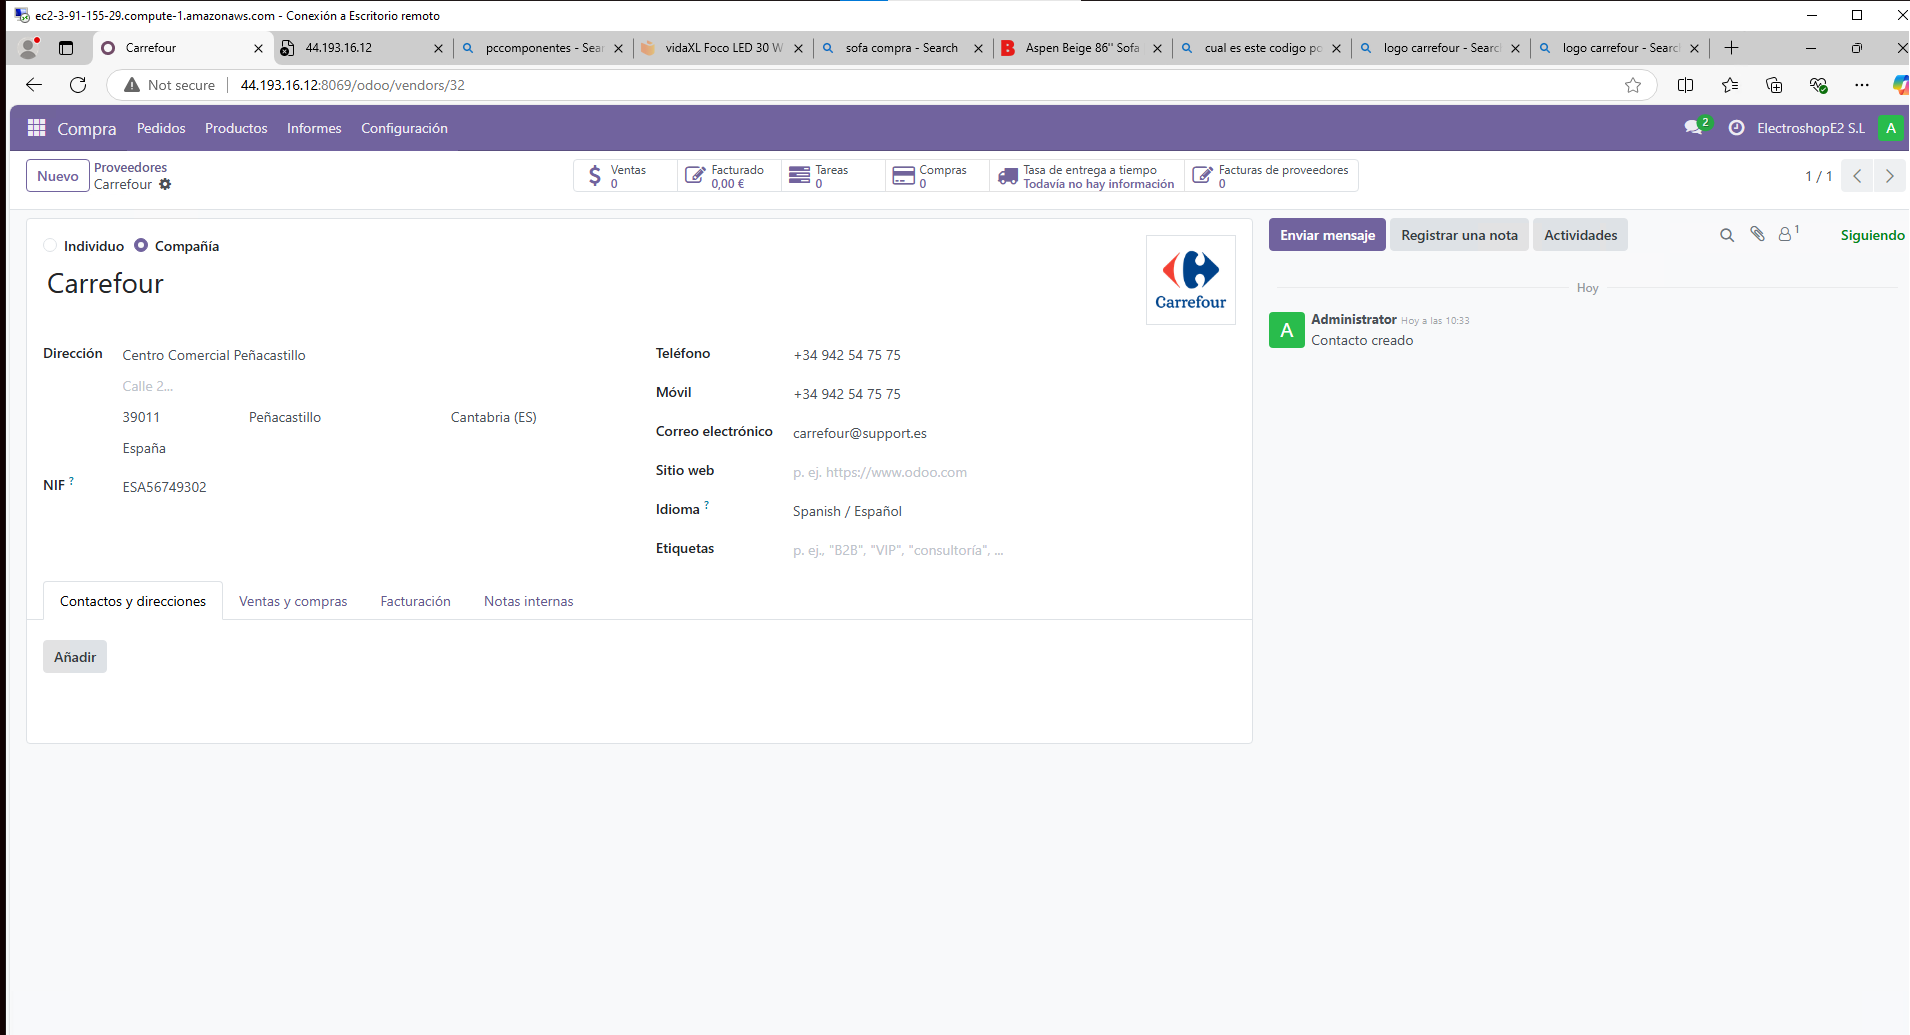 ec2-3-91-155-29.compute-1.amazonaws.com - Conexión a Escritorio remoto
Carrefour
44.193.16.12
pccomponentes - Sear
vidaXL Foco LED 30 W
sofa compra - Search
Aspen Beige 86" Sofa
cual es este codigo po
logo carrefour - Searc
logo carrefour - Searc
Not secure
44.193.16.12:8069/odoo/vendors/32
Compra Pedidos Productos Informes Configuración
2
ElectroshopE2 S.L
A
Nuevo
Proveedores
Carrefour
Ventas
0
Facturado
0,00 €
Tareas
0
Compras
0
Tasa de entrega a tiempo
Todavía no hay información
Facturas de proveedores
0
1 / 1
Individuo Compañía
Carrefour
Carrefour
Dirección
Centro Comercial Peñacastillo
Calle 2...
39011 Peñacastillo Cantabria (ES)
España
NIF ?
ESA56749302
Teléfono
+34 942 54 75 75
Móvil
+34 942 54 75 75
Correo electrónico
carrefour@support.es
Sitio web
p. ej. https://www.odoo.com
Idioma ?
Spanish / Español
Etiquetas
p. ej., "B2B", "VIP", "consultoría", ...
Contactos y direcciones
Ventas y compras
Facturación
Notas internas
Añadir
Enviar mensaje
Registrar una nota
Actividades
1
Siguiendo
Hoy
A
Administrator Hoy a las 10:33
Contacto creado